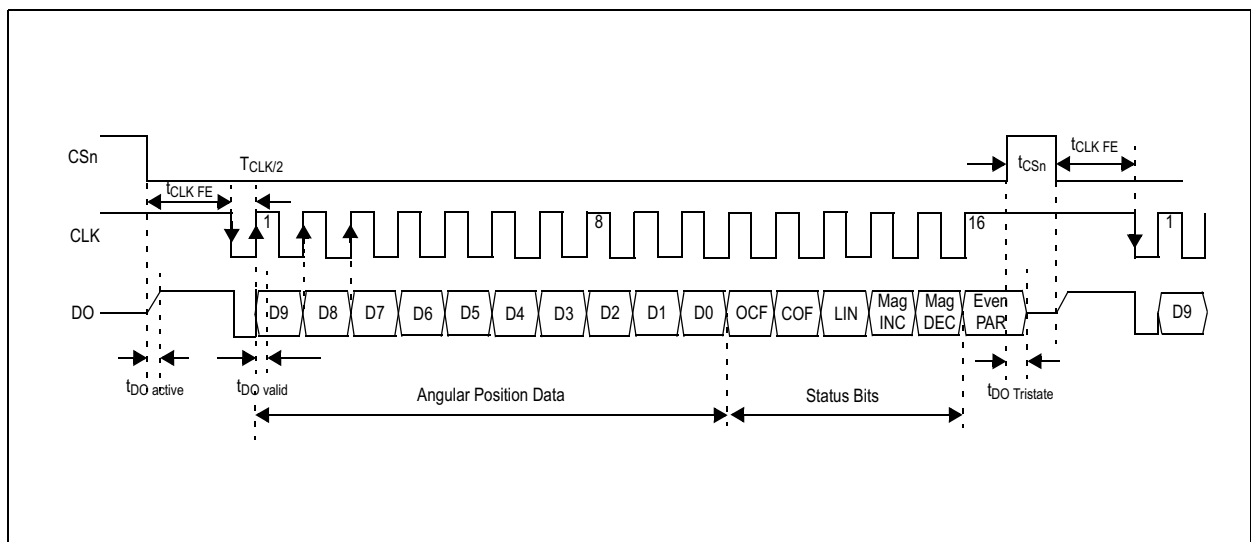 CSn
TCLK/2
tCLK FE
tCSn
tCLK FE
CLK
1
8
16
1
DO
D9
D8
D7
D6
D5
D4
D3
D2
D1
D0
OCF
COF
LIN
Mag
INC
Mag
DEC
Even
PAR
D9
tDO active
tDO valid
tDO Tristate
Angular Position Data
Status Bits